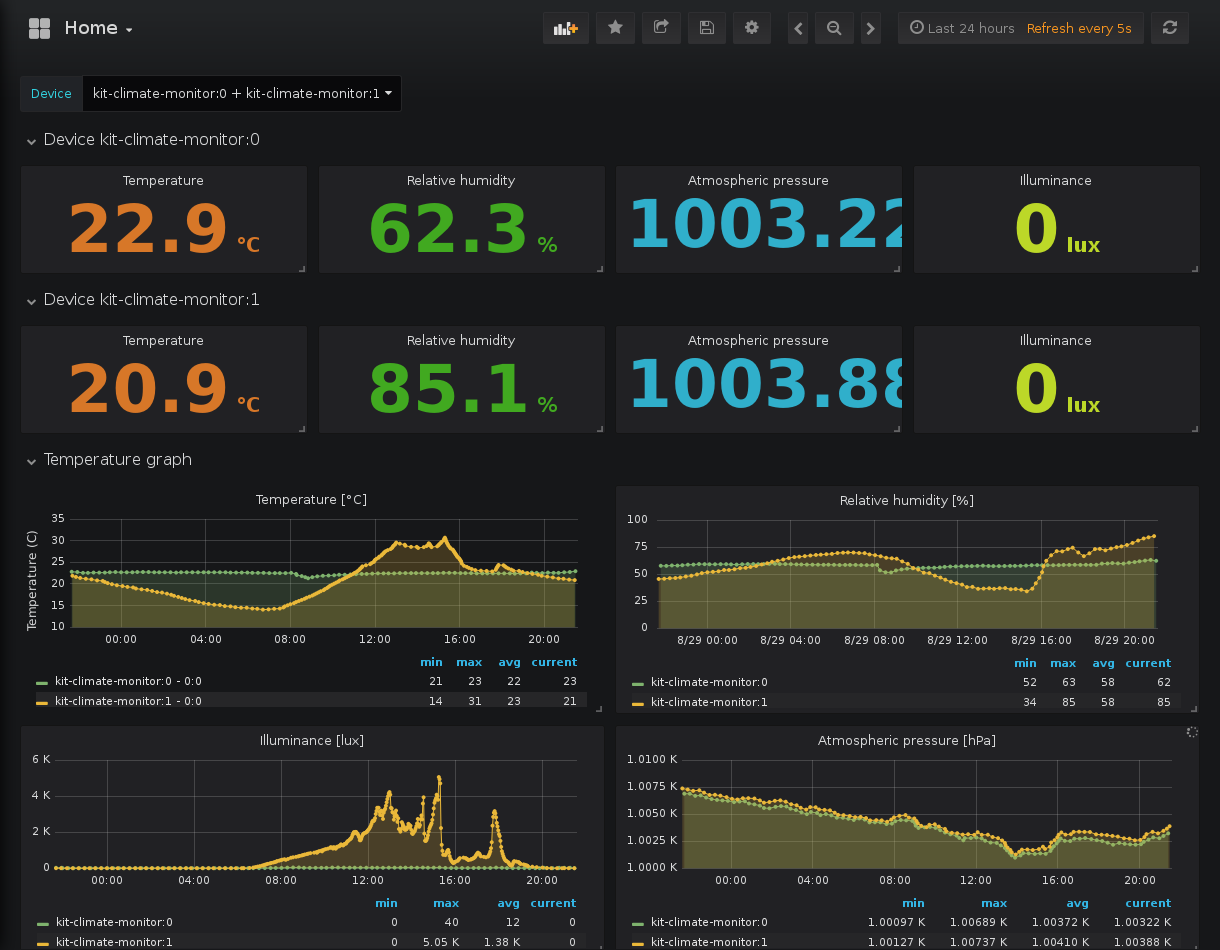 Home
Last 24 hours Refresh every 5s
Device kit-climate-monitor:0 + kit-climate-monitor:1
Device kit-climate-monitor:0
Temperature Relative humidity Atmospheric pressure Illuminance
22.9 °C 62.3 % 1003.22 0 lux
Device kit-climate-monitor:1
Temperature Relative humidity Atmospheric pressure Illuminance
20.9 °C 85.1 % 1003.88 0 lux
Temperature graph
Temperature [°C]
Temperature (C)
35
30
25
20
15
10
00:00 04:00 08:00 12:00 16:00 20:00
min max avg current
kit-climate-monitor:0 - 0:0 21 23 22 23
kit-climate-monitor:1 - 0:0 14 31 23 21
Relative humidity [%]
100
75
50
25
0
8/29 00:00 8/29 04:00 8/29 08:00 8/29 12:00 8/29 16:00 8/29 20:00
min max avg current
kit-climate-monitor:0 52 63 58 62
kit-climate-monitor:1 34 85 58 85
Illuminance [lux]
6 K
4 K
2 K
0
00:00 04:00 08:00 12:00 16:00 20:00
min max avg current
kit-climate-monitor:0 0 40 12 0
kit-climate-monitor:1 0 5.05 K 1.38 K 0
Atmospheric pressure [hPa]
1.0100 K
1.0075 K
1.0050 K
1.0025 K
1.0000 K
00:00 04:00 08:00 12:00 16:00 20:00
min max avg current
kit-climate-monitor:0 1.00097 K 1.00689 K 1.00372 K 1.00322 K
kit-climate-monitor:1 1.00127 K 1.00737 K 1.00410 K 1.00388 K